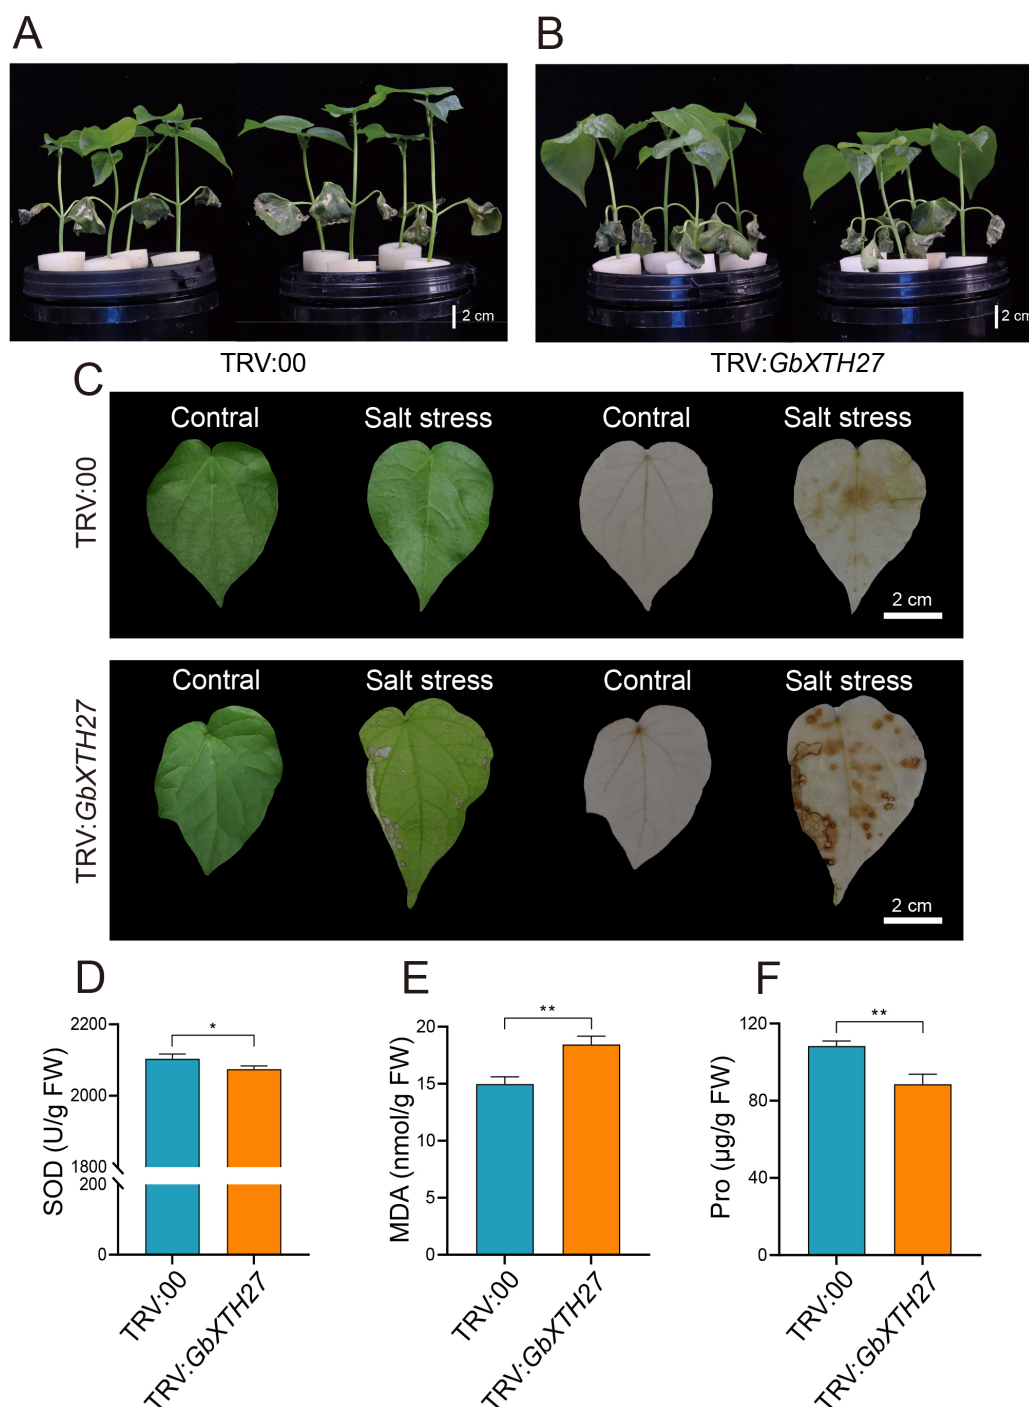 A
B
2 cm
2 cm
TRV:00
TRV:GbXTH27
C
TRV:00
Contral
Salt stress
Contral
Salt stress
2 cm
TRV:GbXTH27
Contral
Salt stress
Contral
Salt stress
2 cm
D
SOD (U/g FW)
2200
2000
1800
200
0
*
TRV:00
TRV:GbXTH27
E
MDA (nmol/g FW)
20
15
10
5
0
**
TRV:00
TRV:GbXTH27
F
Pro (µg/g FW)
120
80
40
0
**
TRV:00
TRV:GbXTH27